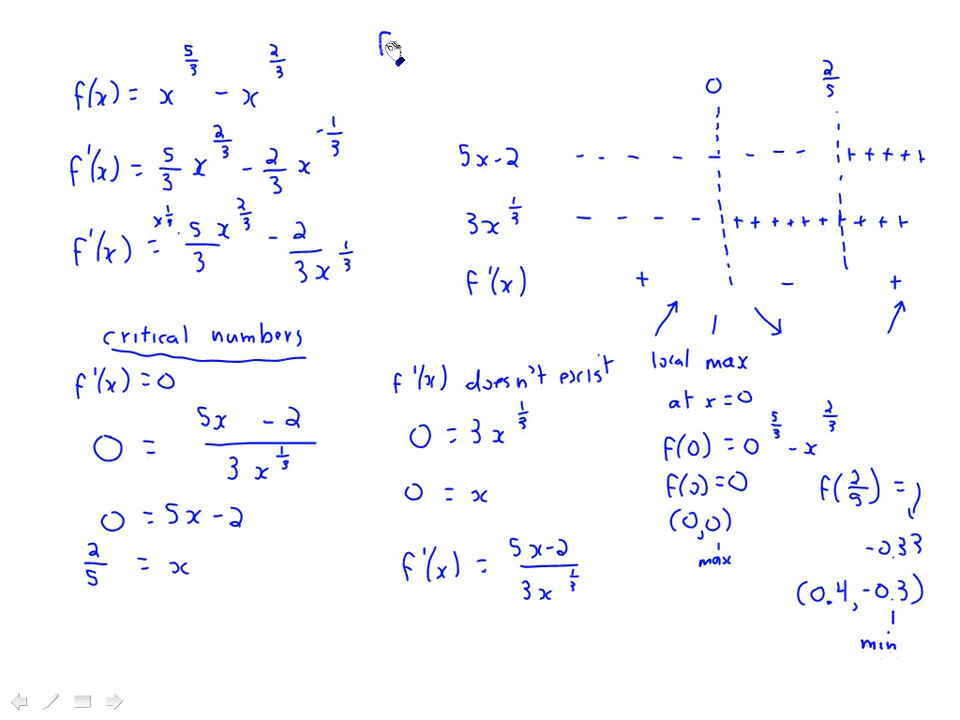 f(x) = x^(5/3) - x^(2/3)
f'(x) = 5/3 x^(2/3) - 2/3 x^(-1/3)
f'(x) = x^(1/3) · 5x^(2/3)/3 - 2/(3x^(1/3))
critical numbers
f'(x) = 0
0 = (5x - 2)/(3x^(1/3))
0 = 5x - 2
2/5 = x
f'(x) doesn't exist
0 = 3x^(1/3)
0 = x
f'(x) = (5x-2)/(3x^(1/3))
0 2/5
5x-2 - - - - - - - - + + + + +
3x^(1/3) - - - - + + + + + + + + + +
f'(x) + - +
local max
at x=0
f(0) = 0^(5/3) - x^(2/3)
f(0) = 0
(0,0)
max
f(2/5) =
-0.33
(0.4, -0.3)
min